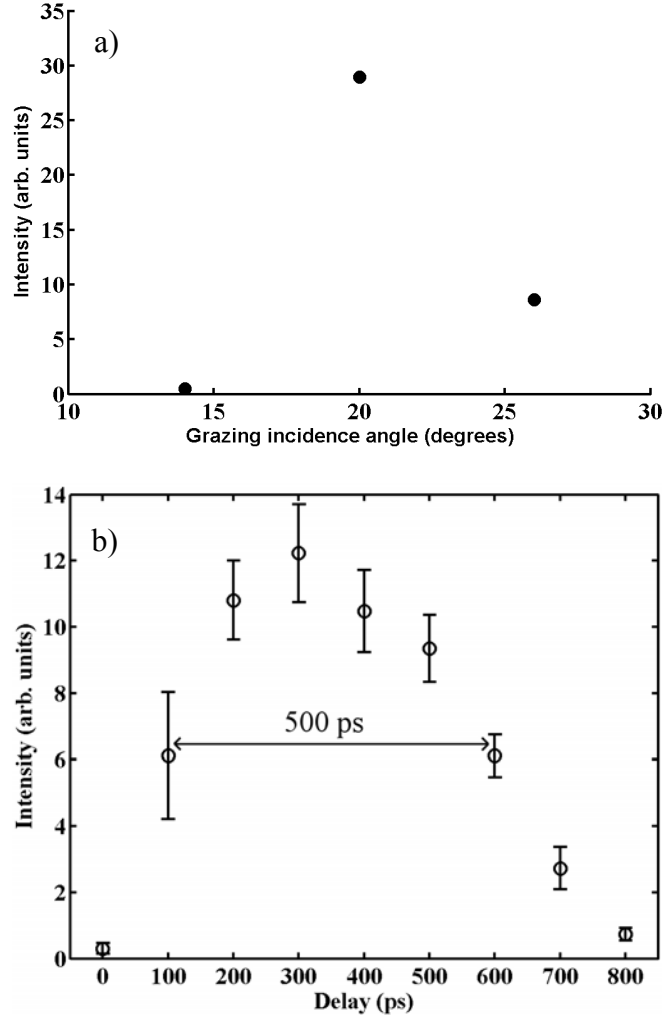 a)
Intensity (arb. units)
35
30
25
20
15
10
5
0
10 15 20 25 30
Grazing incidence angle (degrees)
b)
Intensity (arb. units)
14
12
10
8
6
4
2
0
500 ps
0 100 200 300 400 500 600 700 800
Delay (ps)